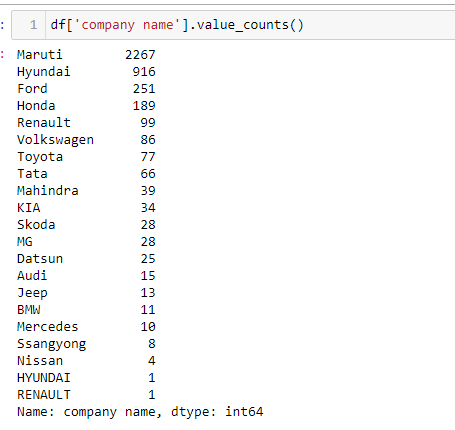 1 df['company name'].value_counts()
Maruti 2267
Hyundai 916
Ford 251
Honda 189
Renault 99
Volkswagen 86
Toyota 77
Tata 66
Mahindra 39
KIA 34
Skoda 28
MG 28
Datsun 25
Audi 15
Jeep 13
BMW 11
Mercedes 10
Ssangyong 8
Nissan 4
HYUNDAI 1
RENAULT 1
Name: company name, dtype: int64